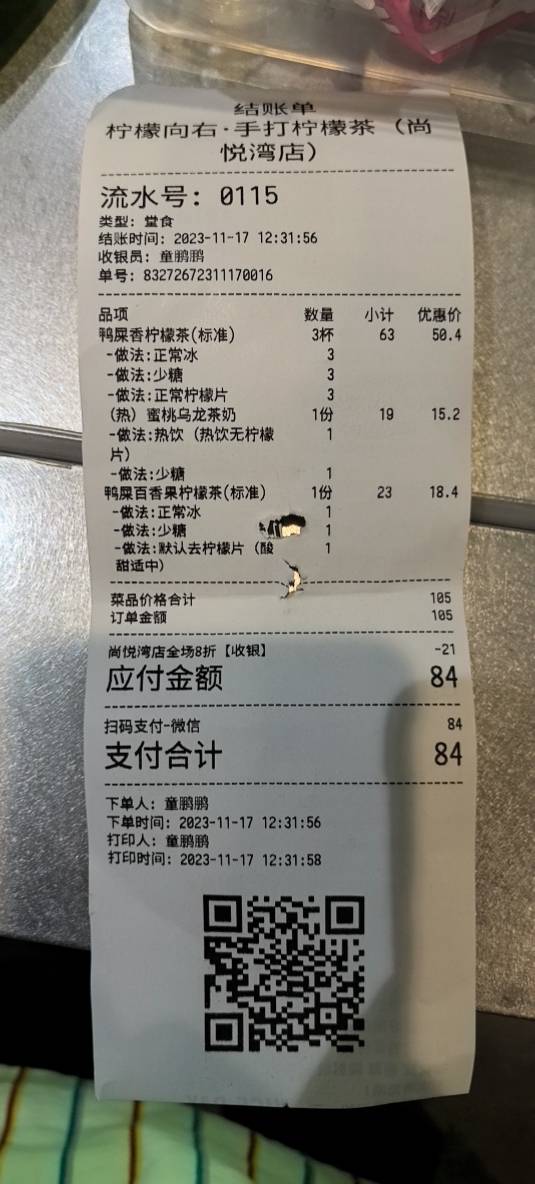 结账单
柠檬向右·手打柠檬茶（尚
悦湾店）
流水号: 0115
类型: 堂食
结账时间: 2023-11-17 12:31:56
收银员: 童鹏鹏
单号: 83272672311170016
品项 数量 小计 优惠价
鸭屎香柠檬茶(标准) 3杯 63 50.4
-做法:正常冰 3
-做法:少糖 3
-做法:正常柠檬片 3
(热) 蜜桃乌龙茶奶 1份 19 15.2
-做法:热饮（热饮无柠檬 1
片）
-做法:少糖 1
鸭屎百香果柠檬茶(标准) 1份 23 18.4
-做法:正常冰 1
-做法:少糖 1
-做法:默认去柠檬片（酸 1
甜适中）
菜品价格合计 105
订单金额 105
尚悦湾店全场8折【收银】 -21
应付金额 84
扫码支付-微信 84
支付合计 84
下单人: 童鹏鹏
下单时间: 2023-11-17 12:31:56
打印人: 童鹏鹏
打印时间: 2023-11-17 12:31:58